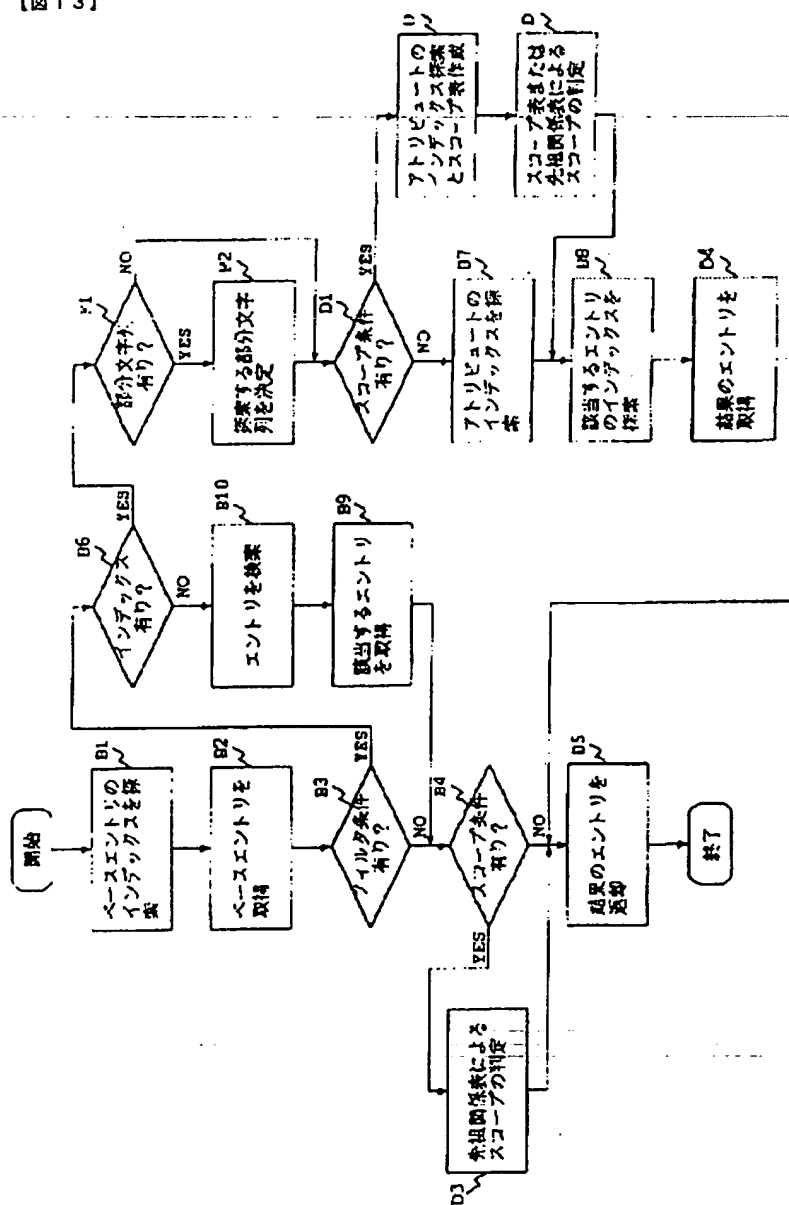 【図13】
開始
B1
ベースエントリの
インデックスを探
索
B2
ベースエントリを
取得
B3
フィルタ条件
有り?
YES
NO
B4
スコープ条件
有り?
YES
NO
D3
先祖関係表による
スコープの判定
D5
結果のエントリを
返却
終了
B6
インデックス
有り?
YES
NO
B10
エントリを検索
B9
該当するエントリ
を取得
F1
部分文字列
有り?
NO
YES
F2
探索する部分文字
列を決定
D1
スコープ条件
有り?
YES
NO
D7
アトリビュートの
インデックスを探
索
D8
該当するエントリ
のインデックスを
探索
D4
結果のエントリを
取得
D
アトリビュートの
インデックス探索
とスコープ表作成
D
スコープ表または
先祖関係表による
スコープの判定